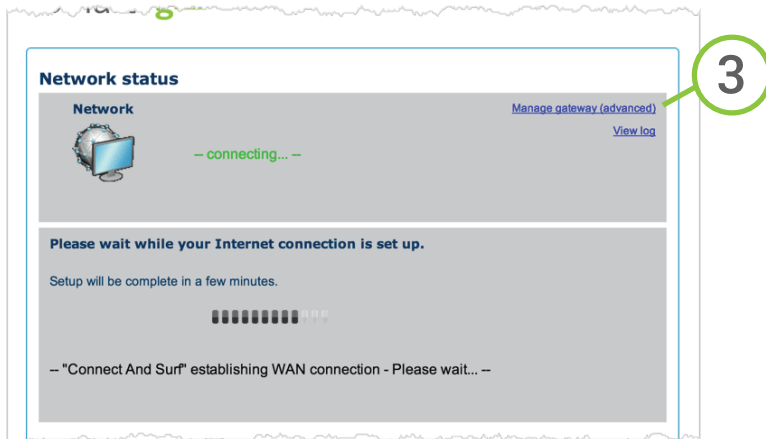 Network status
Network
Manage gateway (advanced)
3
View log
-- connecting... --
Please wait while your Internet connection is set up.
Setup will be complete in a few minutes.
-- "Connect And Surf" establishing WAN connection - Please wait... --